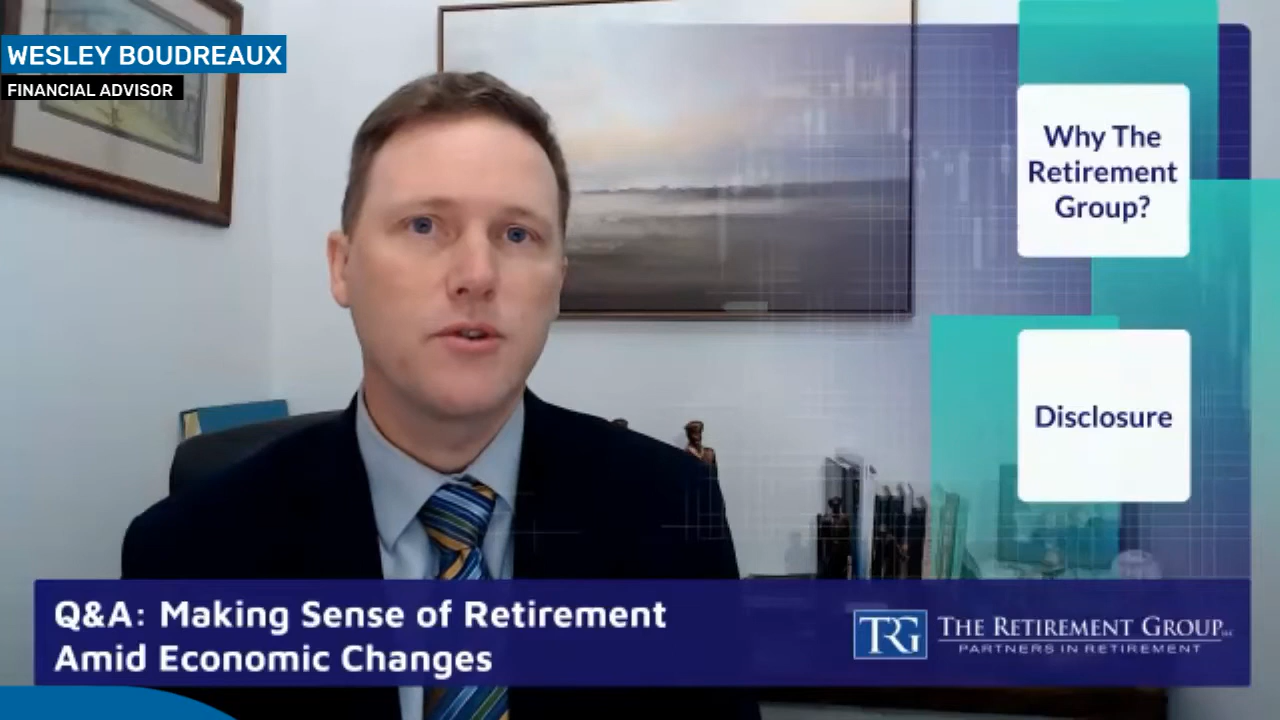 WESLEY BOUDREAUX
FINANCIAL ADVISOR
Why The
Retirement
Group?
Disclosure
Q&A: Making Sense of Retirement
Amid Economic Changes
TRG
THE RETIREMENT GROUP LLC
PARTNERS IN RETIREMENT